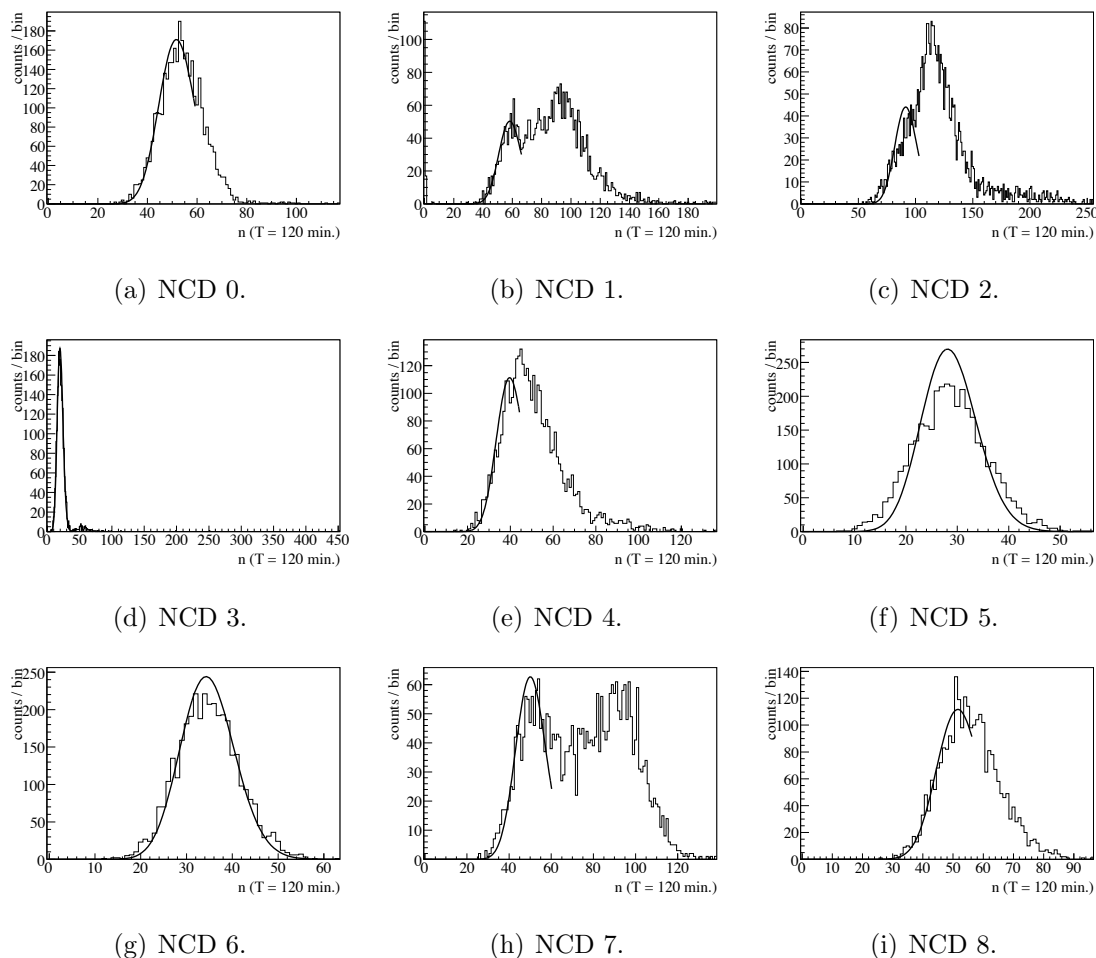 counts / bin
180
160
140
120
100
80
60
40
20
0
0 20 40 60 80 100
n (T = 120 min.)
(a) NCD 0.
counts / bin
100
80
60
40
20
0
0 20 40 60 80 100 120 140 160 180
n (T = 120 min.)
(b) NCD 1.
counts / bin
80
70
60
50
40
30
20
10
0
0 50 100 150 200 250
n (T = 120 min.)
(c) NCD 2.
counts / bin
180
160
140
120
100
80
60
40
20
0
0 50 100 150 200 250 300 350 400 450
n (T = 120 min.)
(d) NCD 3.
counts / bin
120
100
80
60
40
20
0
0 20 40 60 80 100 120
n (T = 120 min.)
(e) NCD 4.
counts / bin
250
200
150
100
50
0
0 10 20 30 40 50
n (T = 120 min.)
(f) NCD 5.
counts / bin
250
200
150
100
50
0
0 10 20 30 40 50 60
n (T = 120 min.)
(g) NCD 6.
counts / bin
60
50
40
30
20
10
0
0 20 40 60 80 100 120
n (T = 120 min.)
(h) NCD 7.
counts / bin
140
120
100
80
60
40
20
0
0 10 20 30 40 50 60 70 80 90
n (T = 120 min.)
(i) NCD 8.